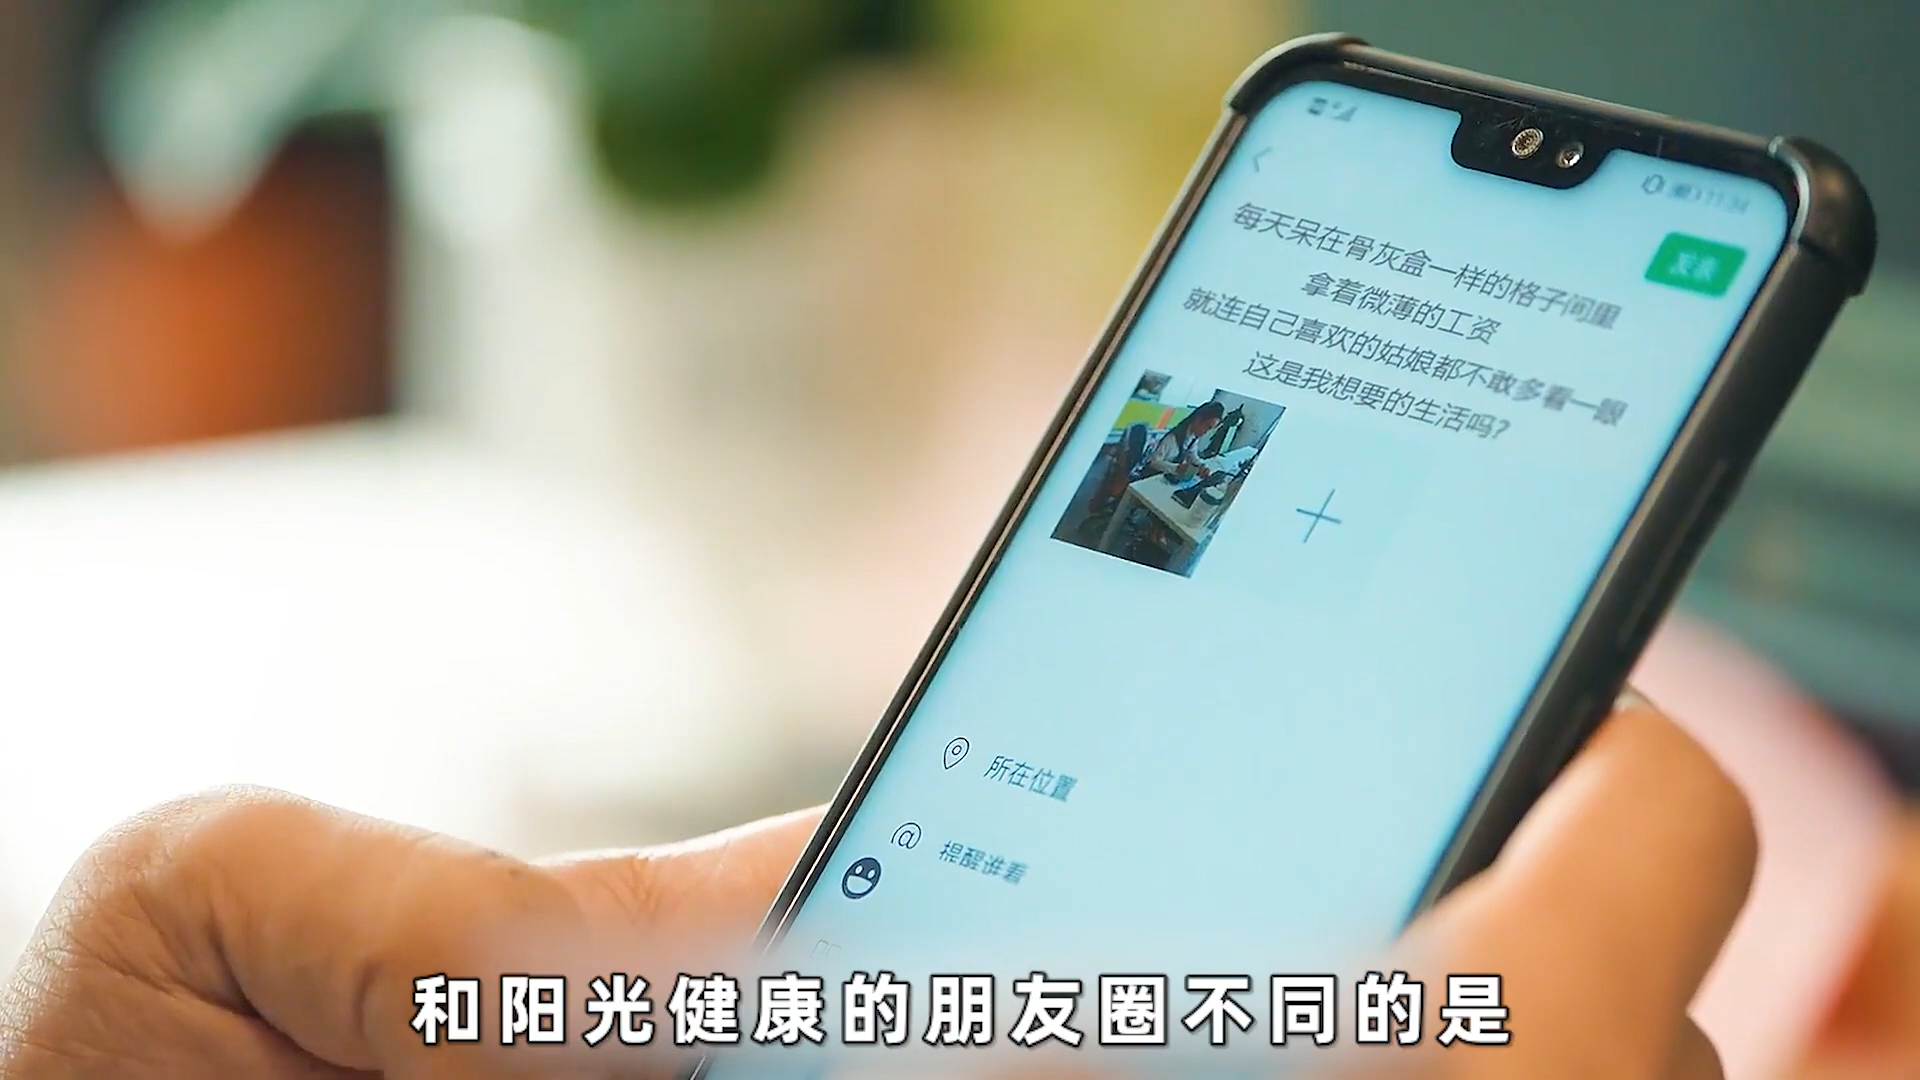 每天呆在骨灰盒一样的格子间里
拿着微薄的工资
就连自己喜欢的姑娘都不敢多看一眼
这是我想要的生活吗?
发表
所在位置
@ 提醒谁看
和阳光健康的朋友圈不同的是